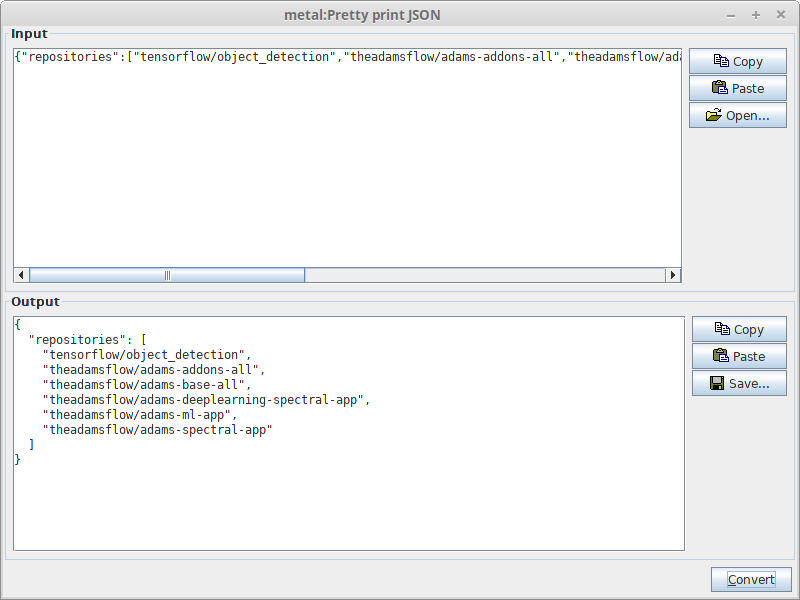 metal:Pretty print JSON
Input
{"repositories":["tensorflow/object_detection","theadamsflow/adams-addons-all","theadamsflow/ada
Copy
Paste
Open...
Output
{
  "repositories": [
    "tensorflow/object_detection",
    "theadamsflow/adams-addons-all",
    "theadamsflow/adams-base-all",
    "theadamsflow/adams-deeplearning-spectral-app",
    "theadamsflow/adams-ml-app",
    "theadamsflow/adams-spectral-app"
  ]
}
Copy
Paste
Save...
Convert